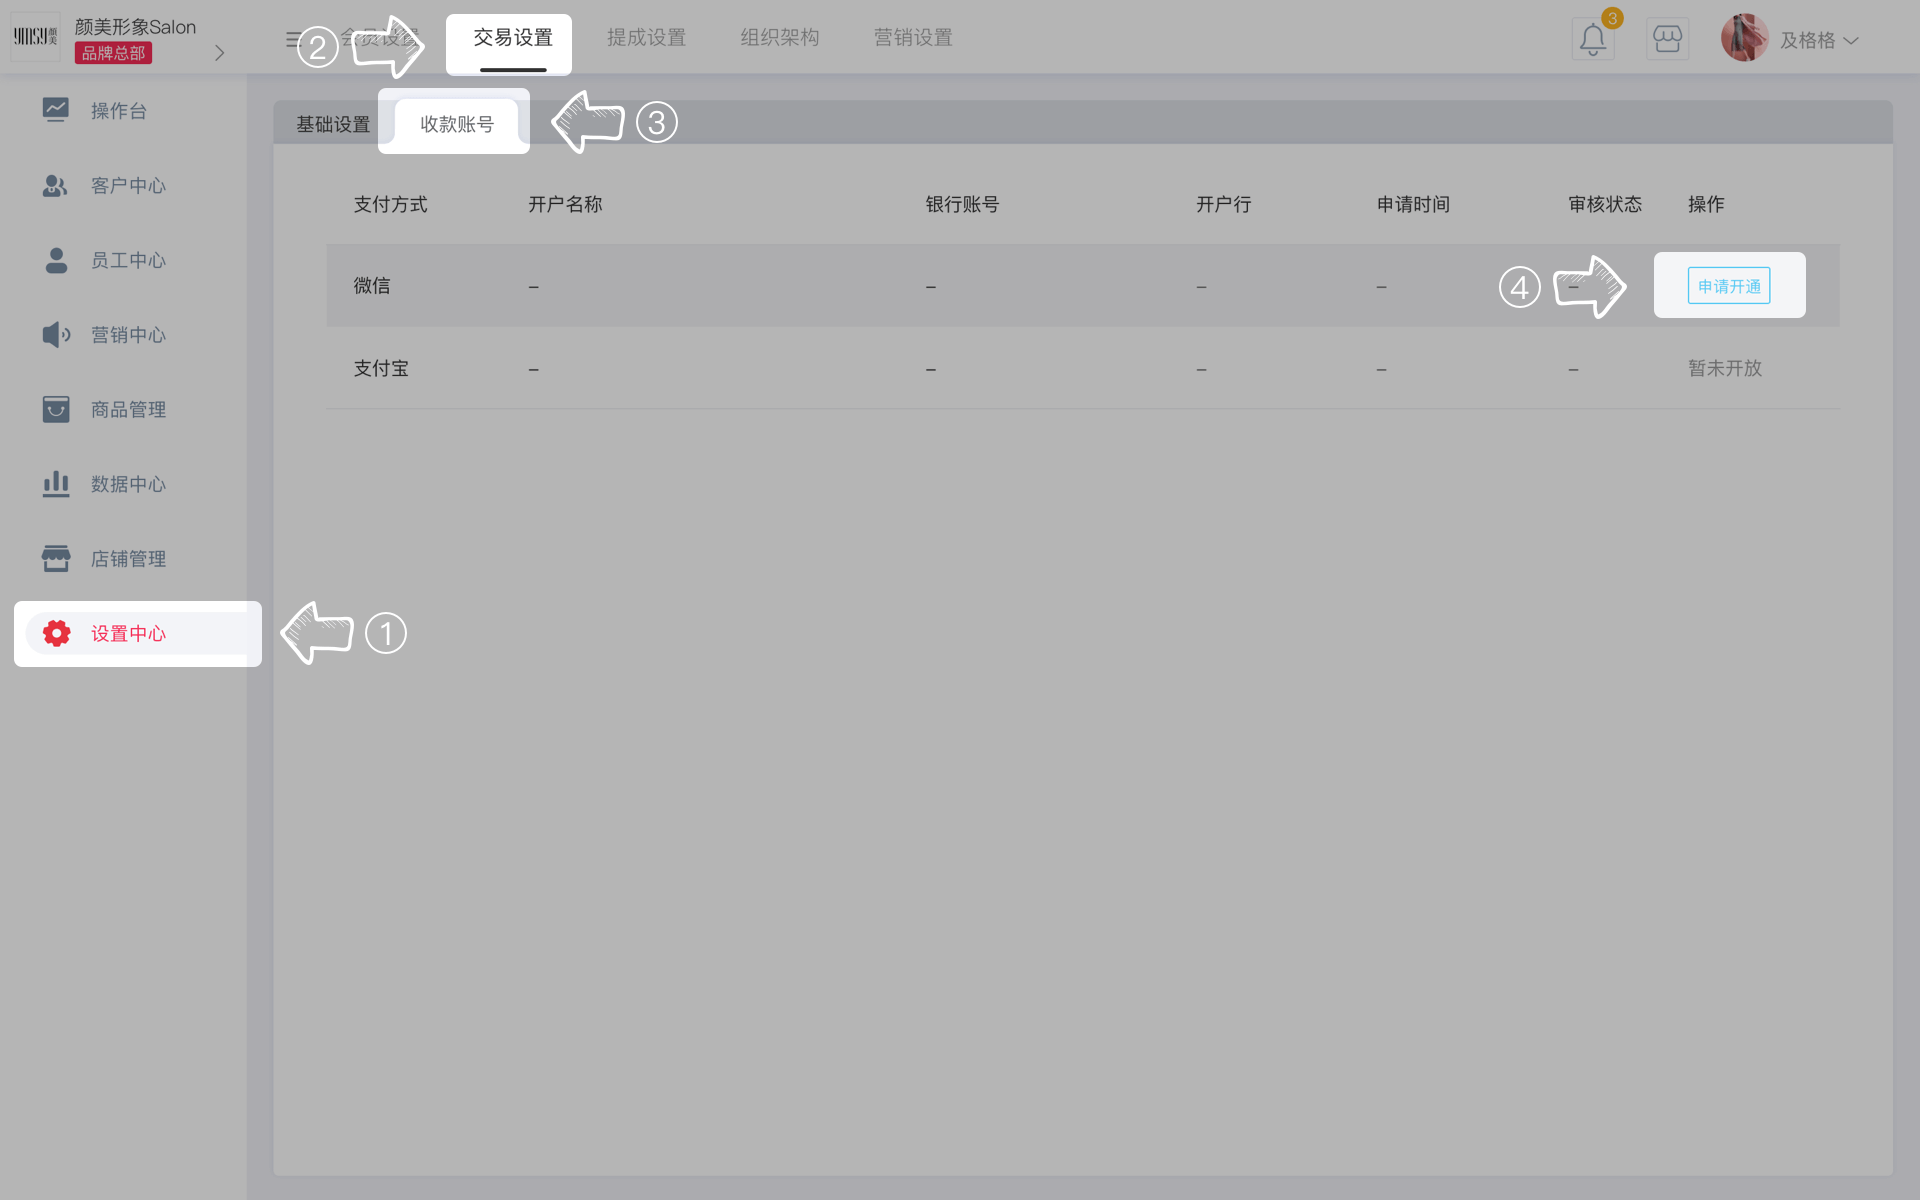 颜美形象Salon
品牌总部
颜美
②
会员设置
交易设置
提成设置
组织架构
营销设置
3
及格格
操作台
客户中心
员工中心
营销中心
商品管理
数据中心
店铺管理
设置中心
①
基础设置
收款账号
③
支付方式 开户名称 银行账号 开户行 申请时间 审核状态 操作
微信 – – – – – 申请开通
④
支付宝 – – – – – 暂未开放